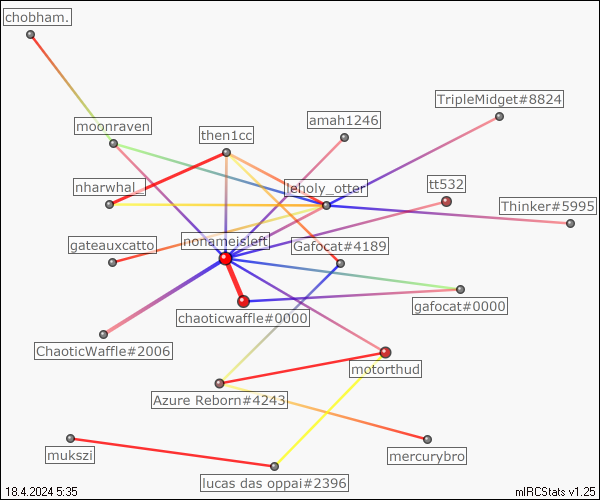 chobham.
TripleMidget#8824
amah1246
moonraven
then1cc
tt532
nharwhal_
leholy_otter
Thinker#5995
gateauxcatto
nonameisleft
Gafocat#4189
gafocat#0000
chaoticwaffle#0000
ChaoticWaffle#2006
motorthud
Azure Reborn#4243
mukszi
mercurybro
lucas das oppai#2396
18.4.2024 5:35
mIRCStats v1.25